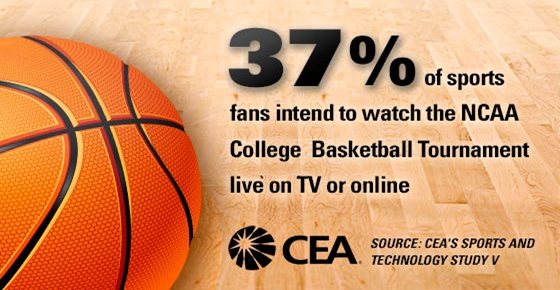 37% of sports
fans intend to watch the NCAA
College Basketball Tournament
live on TV or online
CEA
SOURCE: CEA'S SPORTS AND
TECHNOLOGY STUDY V